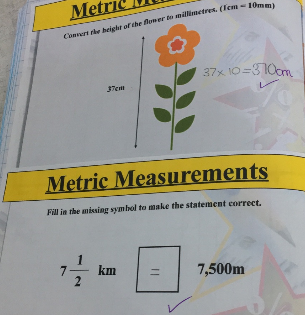 Metric
Convert the height of the flower to millimetres. (1cm = 10mm)
37cm
37 x 10 = 370cm
Metric Measurements
Fill in the missing symbol to make the statement correct.
7 1/2 km = 7,500m